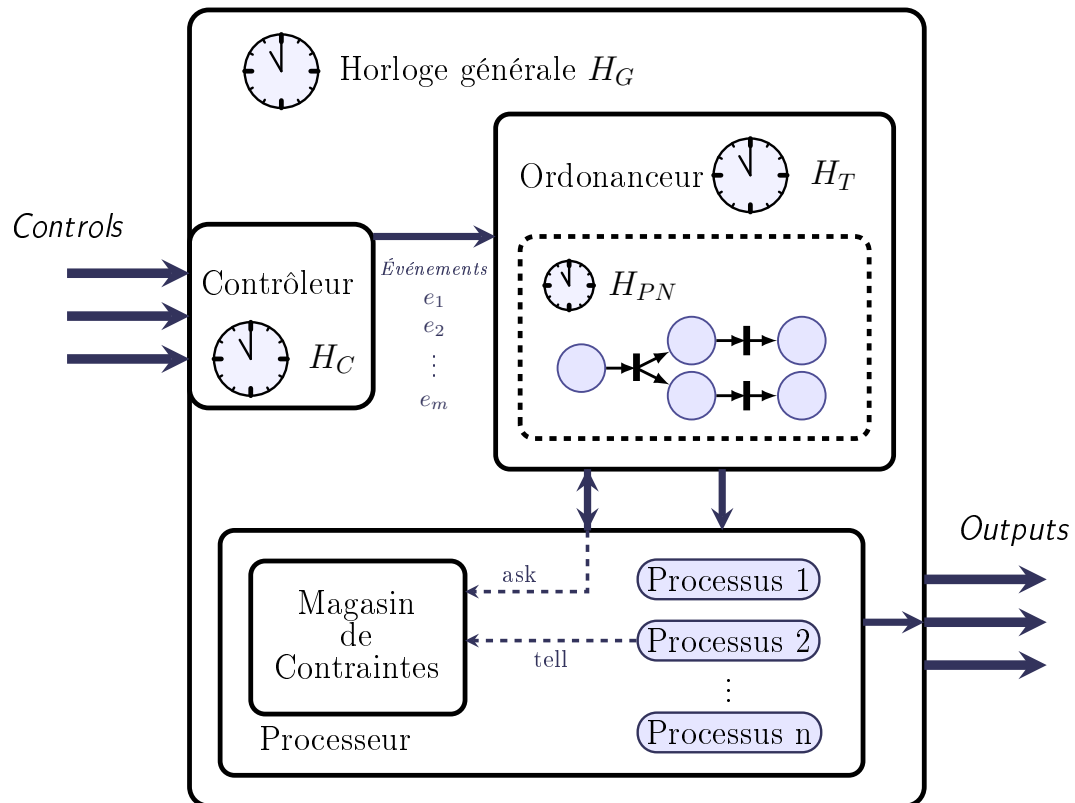 Horloge générale H_G
Ordonanceur H_T
Controls
Contrôleur
H_C
Événements
e_1
e_2
⋮
e_m
H_{PN}
Outputs
ask
tell
Magasin
de
Contraintes
Processeur
Processus 1
Processus 2
⋮
Processus n